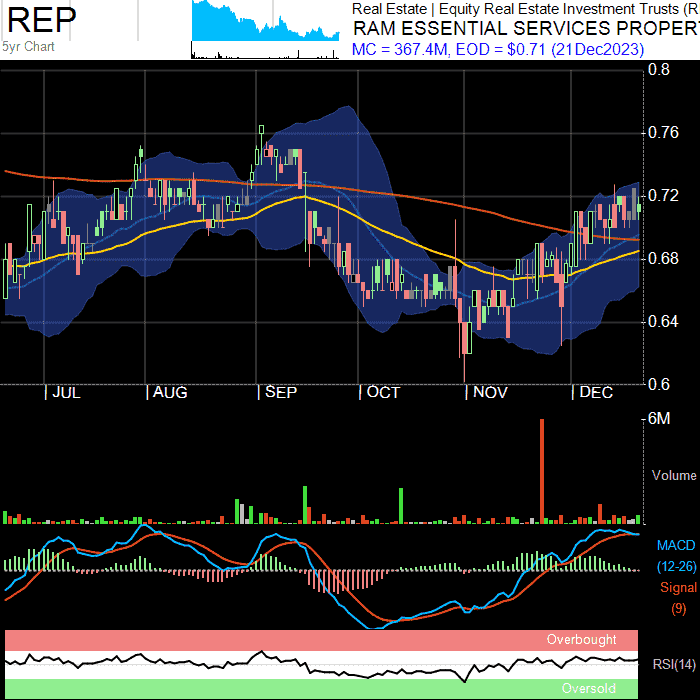 REP
5yr Chart
Real Estate | Equity Real Estate Investment Trusts (R
RAM ESSENTIAL SERVICES PROPER
MC = 367.4M, EOD = $0.71 (21Dec2023)
0.8
0.76
0.72
0.68
0.64
0.6
| JUL | AUG | SEP | OCT | NOV | DEC
6M
Volume
MACD
(12-26)
Signal
(9)
Overbought
RSI(14)
Oversold